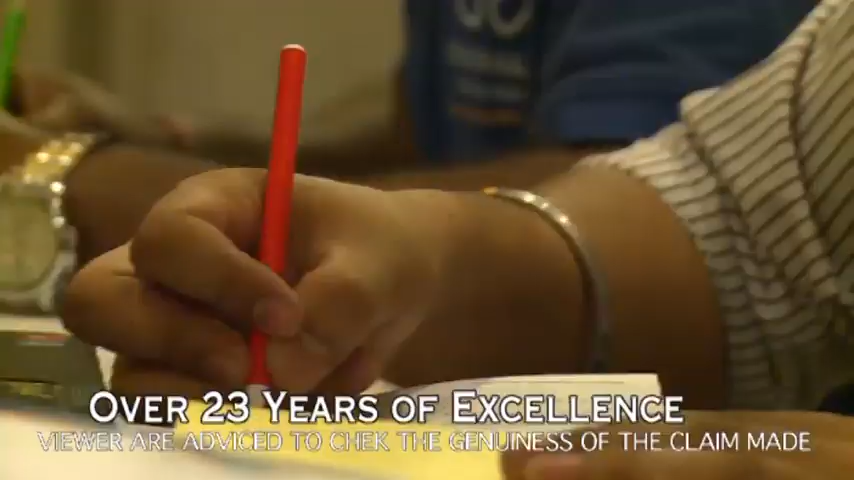 OVER 23 YEARS OF EXCELLENCE
VIEWER ARE ADVICED TO CHEK THE GENUINESS OF THE CLAIM MADE